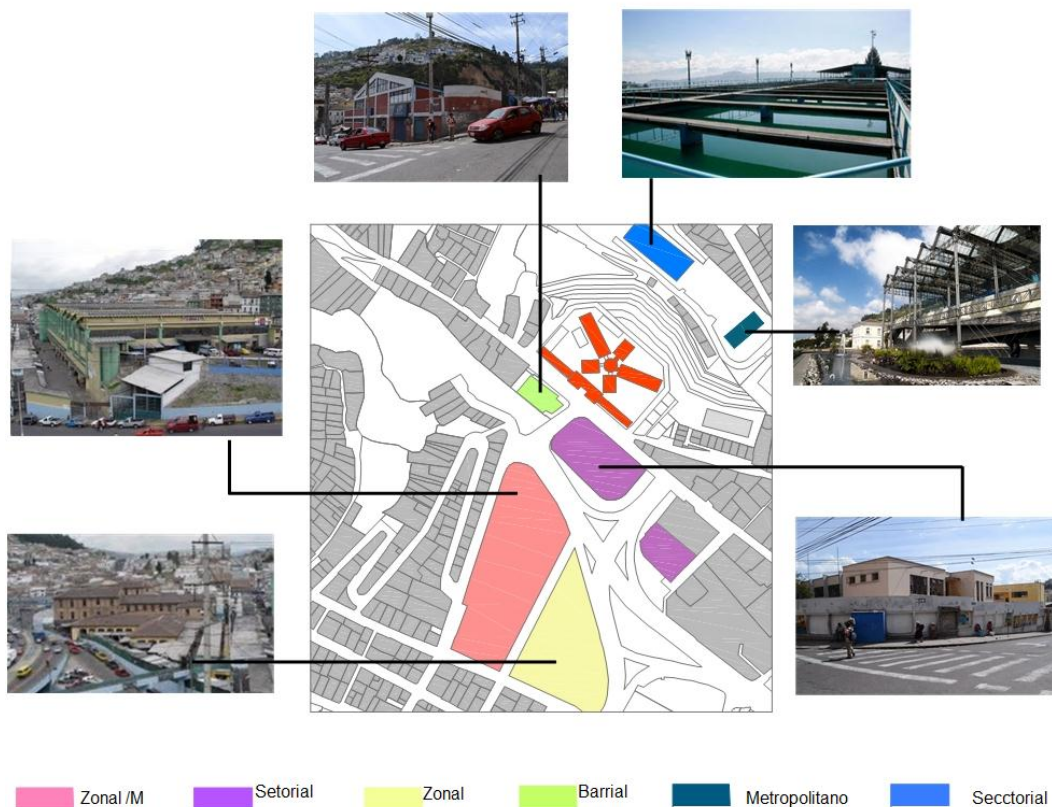 Zonal /M
Setorial
Zonal
Barrial
Metropolitano
Secctorial